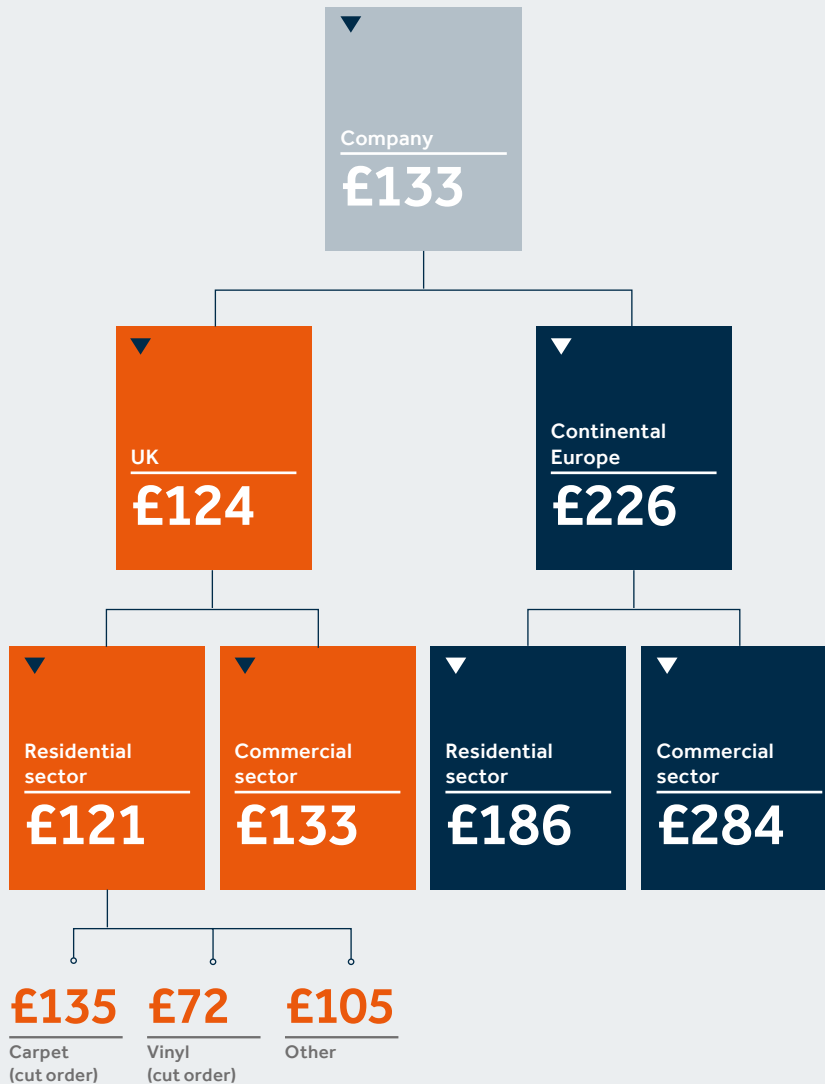 Company
£133
UK
£124
Continental
Europe
£226
Residential
sector
£121
Commercial
sector
£133
Residential
sector
£186
Commercial
sector
£284
£135
Carpet
(cut order)
£72
Vinyl
(cut order)
£105
Other